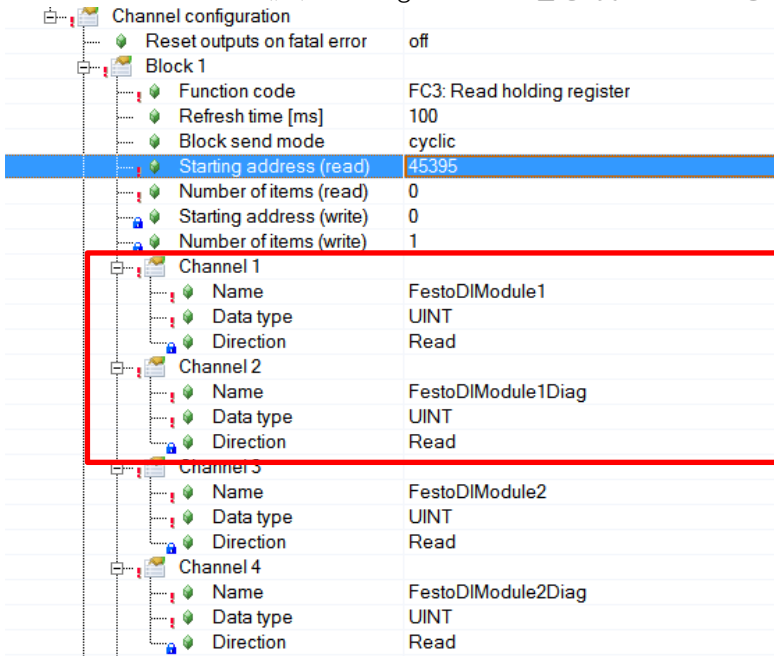 Channel configuration
Reset outputs on fatal error off
Block 1
Function code FC3: Read holding register
Refresh time [ms] 100
Block send mode cyclic
Starting address (read) 45395
Number of items (read) 0
Starting address (write) 0
Number of items (write) 1
Channel 1
Name FestoDIModule1
Data type UINT
Direction Read
Channel 2
Name FestoDIModule1Diag
Data type UINT
Direction Read
Channel 3
Name FestoDIModule2
Data type UINT
Direction Read
Channel 4
Name FestoDIModule2Diag
Data type UINT
Direction Read